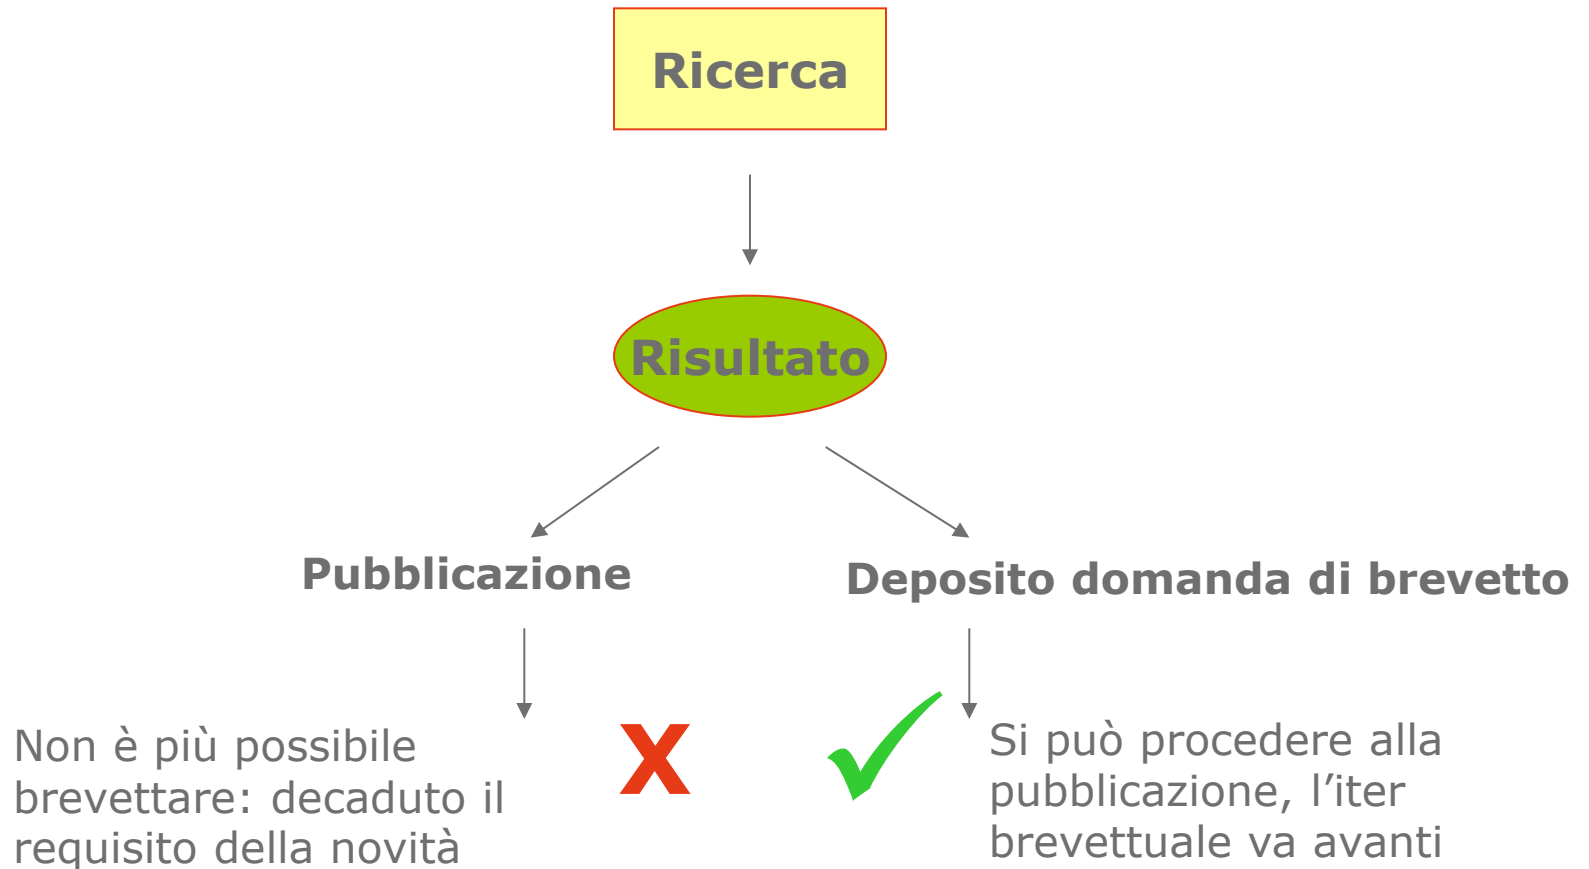 Ricerca
Risultato
Pubblicazione
Deposito domanda di brevetto
Non è più possibile
brevettare: decaduto il
requisito della novità
X
Si può procedere alla
pubblicazione, l’iter
brevettuale va avanti